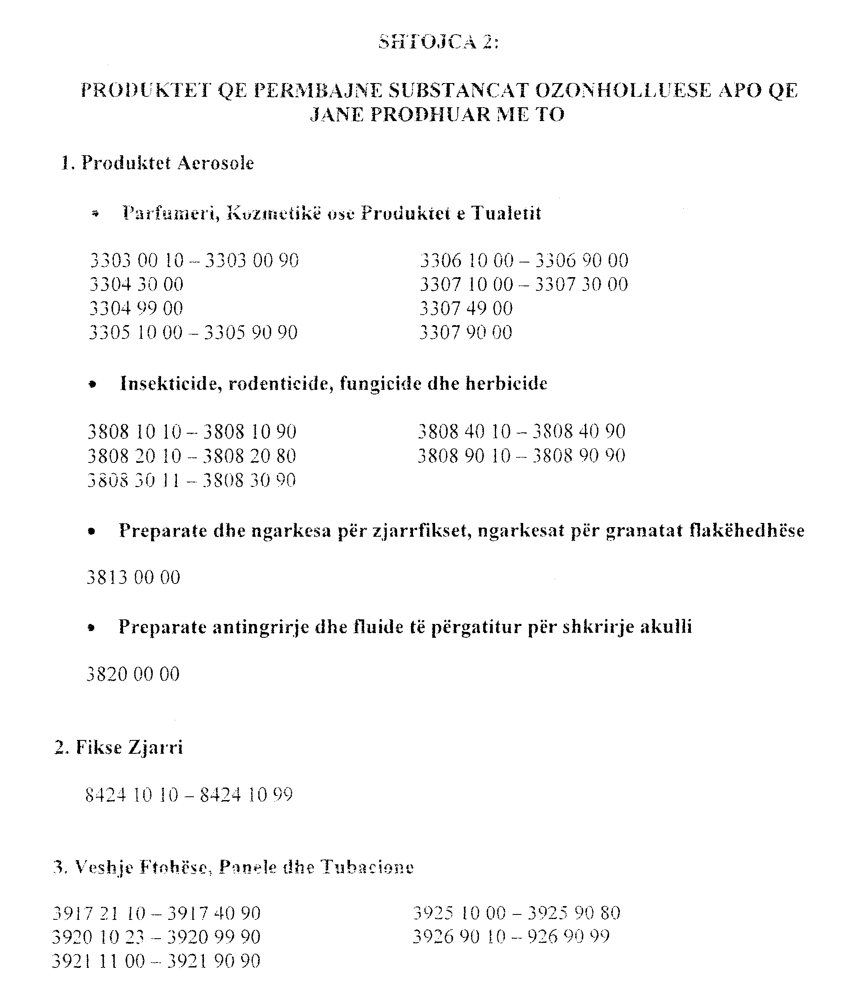 SHTOJCA 2:
PRODUKTET QE PERMBAJNE SUBSTANCAT OZONHOLLUESE APO QE
JANE PRODHUAR ME TO
1. Produktet Aerosole
• Parfumeri, Kozmetikë ose Produktet e Tualetit
3303 00 10 – 3303 00 90 3306 10 00 – 3306 90 00
3304 30 00 3307 10 00 – 3307 30 00
3304 99 00 3307 49 00
3305 10 00 – 3305 90 90 3307 90 00
• Insekticide, rodenticide, fungicide dhe herbicide
3808 10 10 – 3808 10 90 3808 40 10 – 3808 40 90
3808 20 10 – 3808 20 80 3808 90 10 – 3808 90 90
3808 30 11 – 3808 30 90
• Preparate dhe ngarkesa për zjarrfikset, ngarkesat për granatat flakëhedhëse
3813 00 00
• Preparate antingrirje dhe fluide të përgatitur për shkrirje akulli
3820 00 00
2. Fikse Zjarri
8424 10 10 – 8424 10 99
3. Veshje Ftohëse, Panele dhe Tubacione
3917 21 10 – 3917 40 90 3925 10 00 – 3925 90 80
3920 10 23 – 3920 99 90 3926 90 10 – 926 90 99
3921 11 00 – 3921 90 90